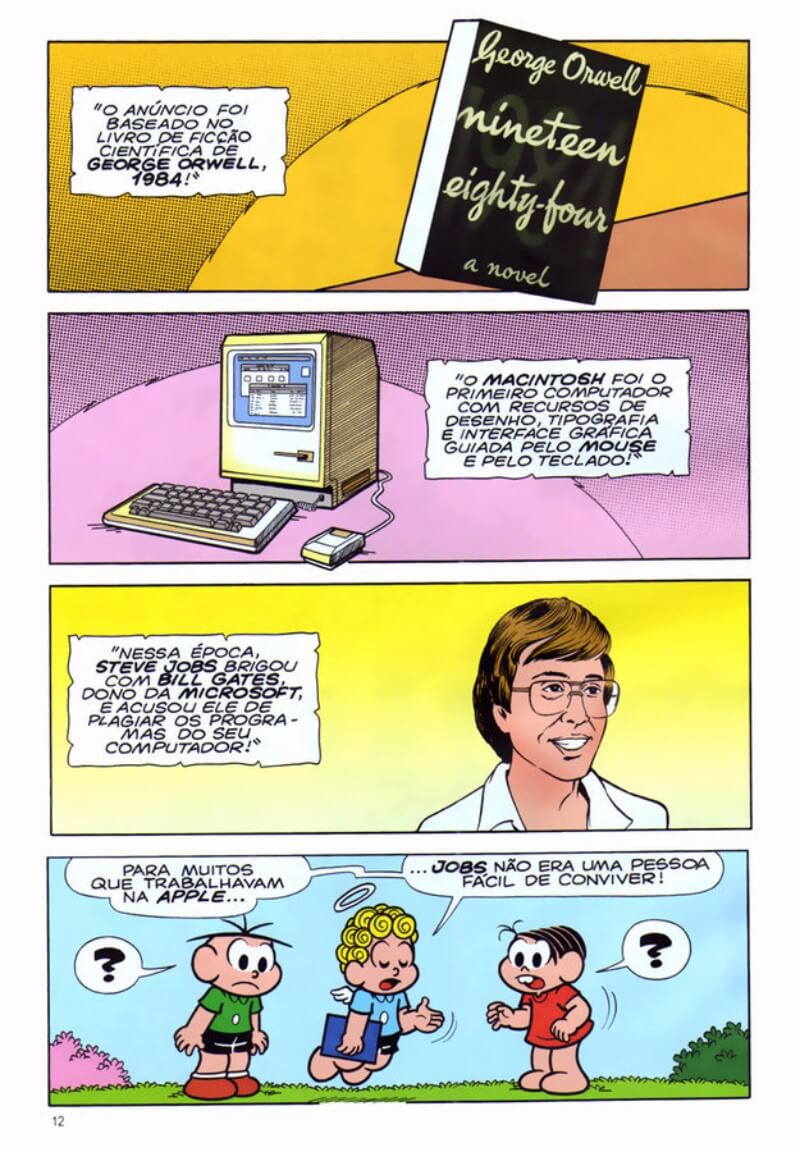 "O ANÚNCIO FOI
BASEADO NO
LIVRO DE FICÇÃO
CIENTÍFICA DE
GEORGE ORWELL,
1984!"
George Orwell
1984
nineteen
eighty-four
a novel
"O MACINTOSH FOI O
PRIMEIRO COMPUTADOR
COM RECURSOS DE
DESENHO, TIPOGRAFIA
E INTERFACE GRÁFICA
GUIADA PELO MOUSE
E PELO TECLADO!"
"NESSA ÉPOCA,
STEVE JOBS BRIGOU
COM BILL GATES,
DONO DA MICROSOFT,
E ACUSOU ELE DE
PLAGIAR OS PROGRA-
MAS DO SEU
COMPUTADOR!"
PARA MUITOS
QUE TRABALHAVAM
NA APPLE...
...JOBS NÃO ERA UMA PESSOA
FÁCIL DE CONVIVER!
?
?
12